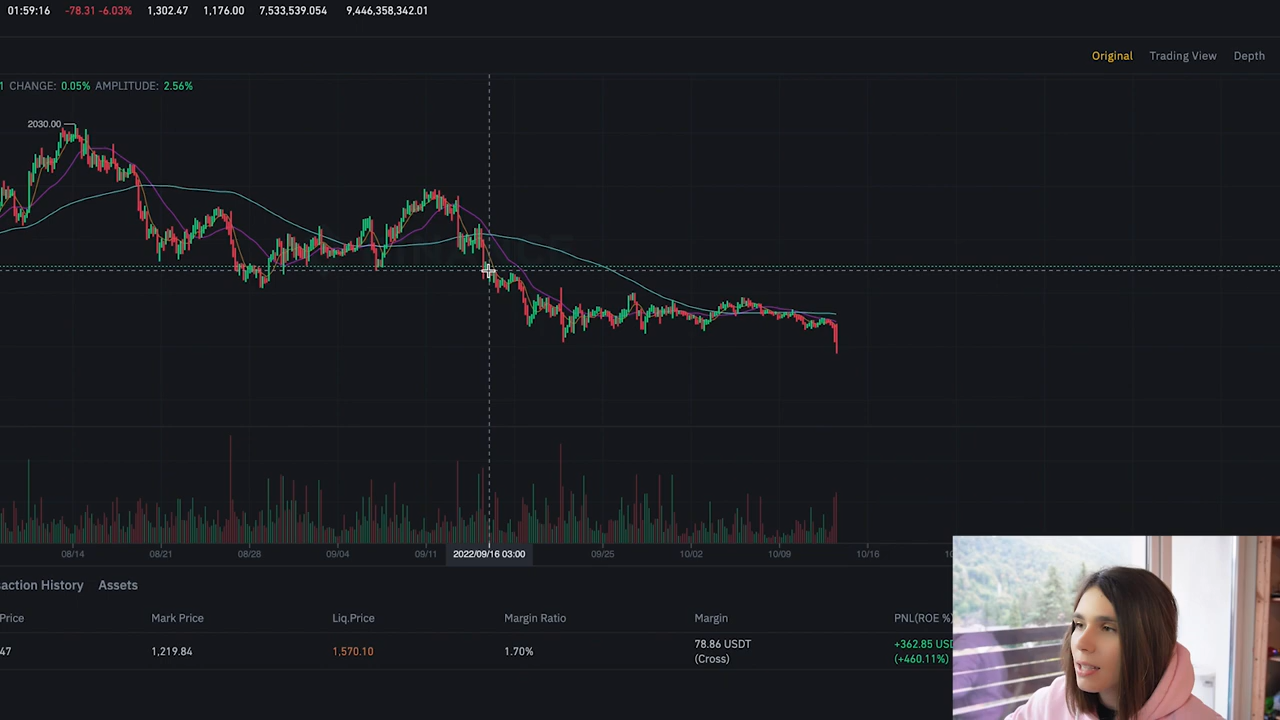 01:59:16 -78.31 -6.03% 1,302.47 1,176.00 7,533,539.054 9,446,358,342.01
Original Trading View Depth
1 CHANGE: 0.05% AMPLITUDE: 2.56%
2030.00
08/14 08/21 08/28 09/04 09/11 2022/09/16 03:00 09/25 10/02 10/09 10/16
action History Assets
Price Mark Price Liq.Price Margin Ratio Margin PNL(ROE %)
47 1,219.84 1,570.10 1.70% 78.86 USDT +362.85 USD
(Cross) (+460.11%)